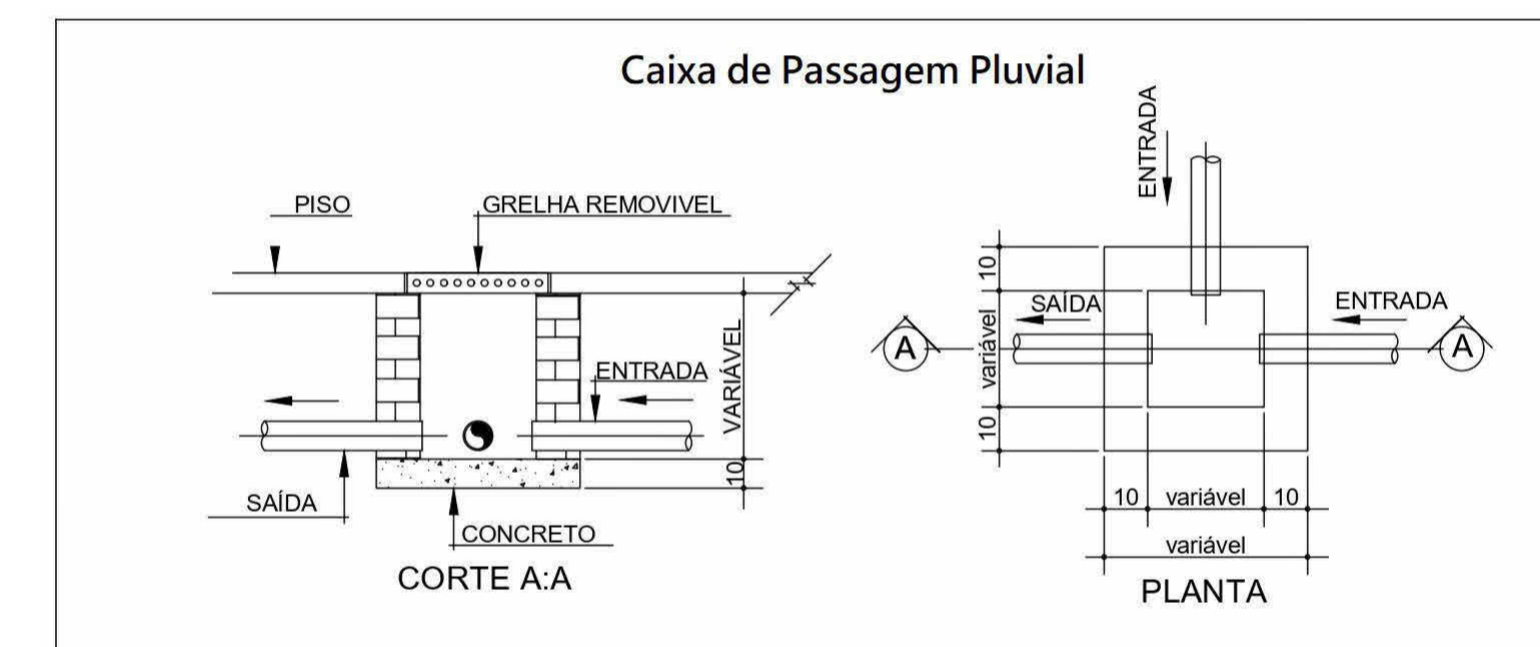 Caixa de Passagem Pluvial
PISO
GRELHA REMOVIVEL
ENTRADA
VARIÁVEL
10
SAÍDA
CONCRETO
CORTE A:A
ENTRADA
10
variável
10
SAÍDA
ENTRADA
A
A
10 variável 10
variável
PLANTA